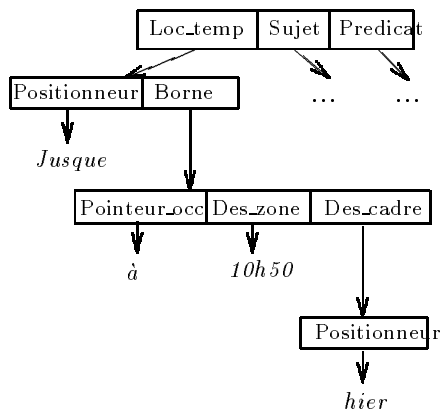 Loc_temp Sujet Predicat
Positionneur Borne ... ...
Jusque
Pointeur_occ Des_zone Des_cadre
à 10h50
Positionneur
hier